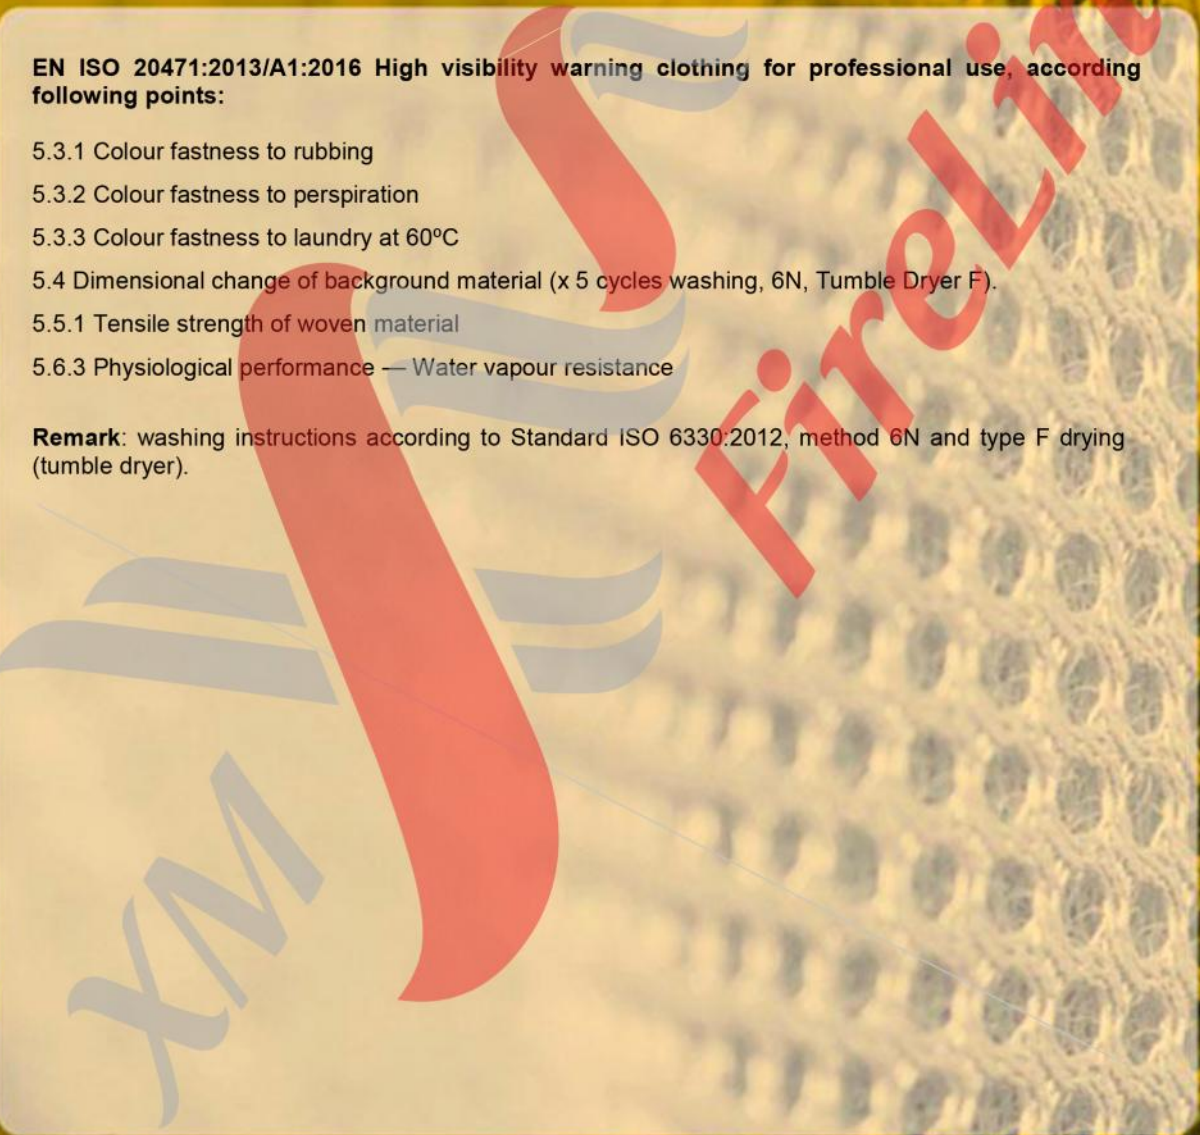 EN ISO 20471:2013/A1:2016 High visibility warning clothing for professional use, according
following points:
5.3.1 Colour fastness to rubbing
5.3.2 Colour fastness to perspiration
5.3.3 Colour fastness to laundry at 60ºC
5.4 Dimensional change of background material (x 5 cycles washing, 6N, Tumble Dryer F).
5.5.1 Tensile strength of woven material
5.6.3 Physiological performance — Water vapour resistance
Remark: washing instructions according to Standard ISO 6330:2012, method 6N and type F drying
(tumble dryer).
XM
FireLin